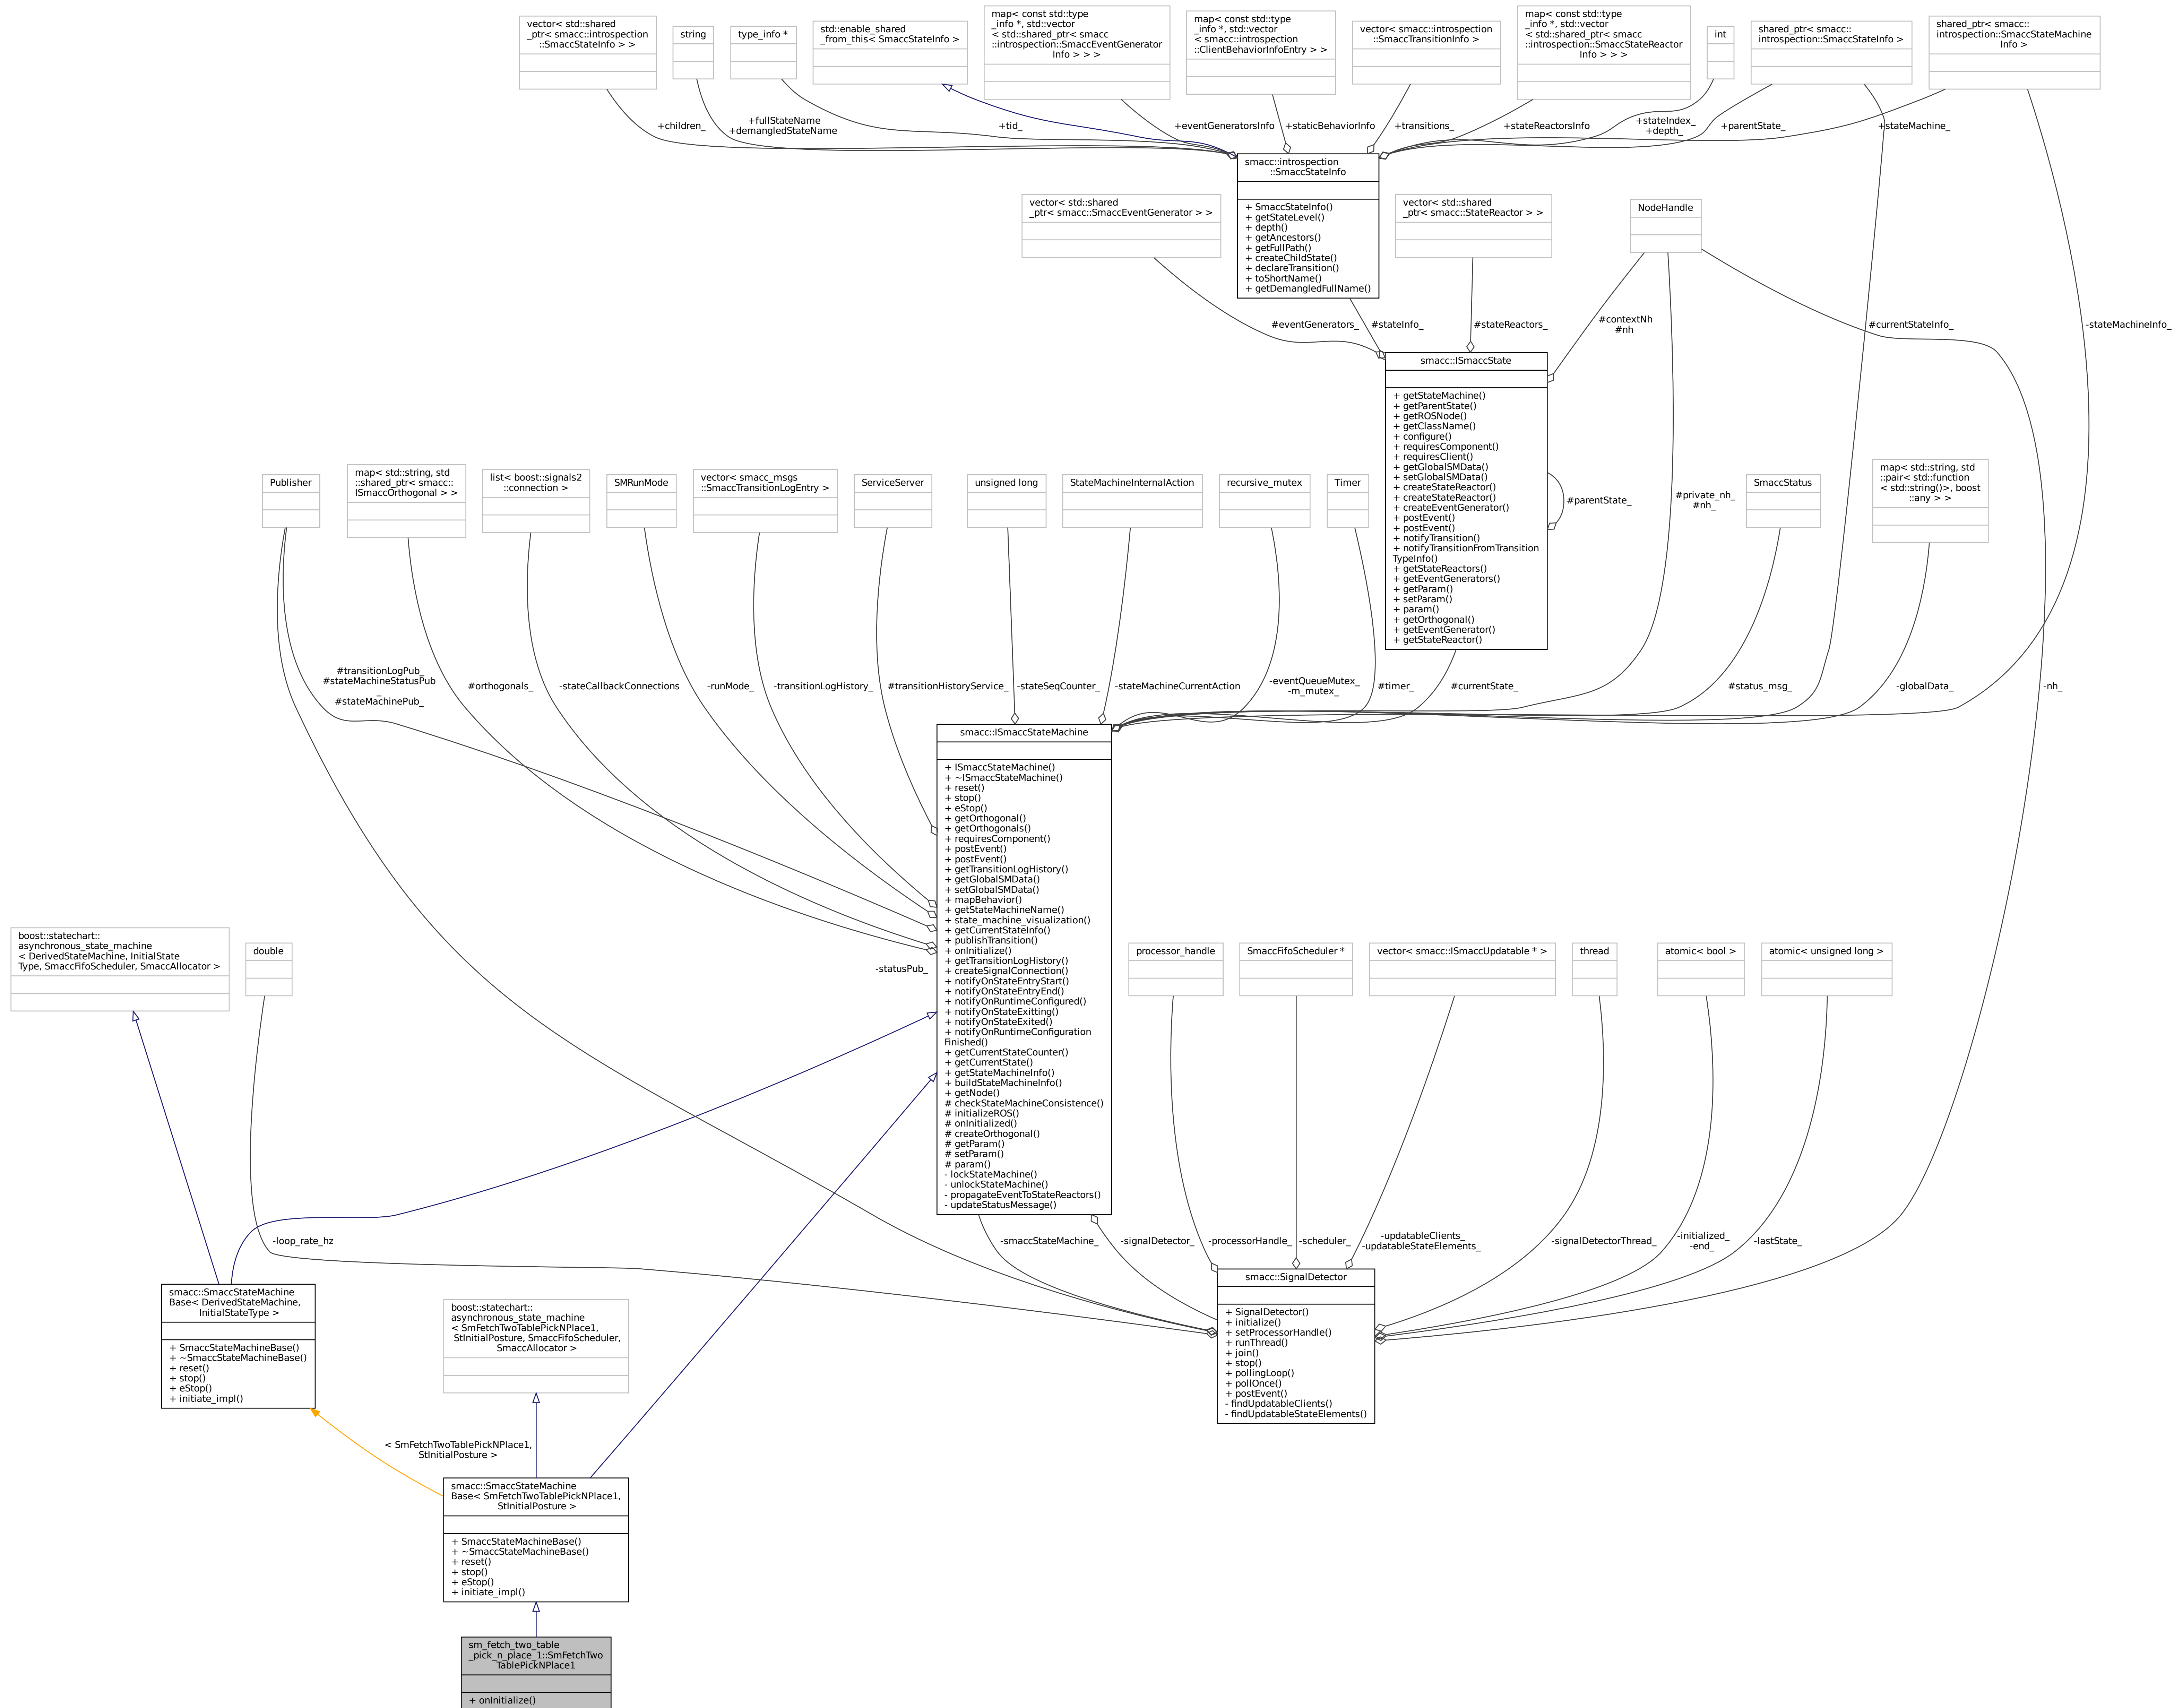 vector< std::shared
_ptr< smacc::introspection
::SmaccStateInfo > >
string
type_info *
std::enable_shared
_from_this< SmaccStateInfo >
map< const std::type
_info *, std::vector
< std::shared_ptr< smacc
::introspection::SmaccEventGenerator
Info > > >
map< const std::type
_info *, std::vector
< smacc::introspection
::ClientBehaviorInfoEntry > >
vector< smacc::introspection
::SmaccTransitionInfo >
map< const std::type
_info *, std::vector
< std::shared_ptr< smacc
::introspection::SmaccStateReactor
Info > > >
int
shared_ptr< smacc::
introspection::SmaccStateInfo >
shared_ptr< smacc::
introspection::SmaccStateMachine
Info >
+children_
+fullStateName
+demangledStateName
+tid_
+eventGeneratorsInfo
+staticBehaviorInfo
+transitions_
+stateReactorsInfo
+stateIndex_
+depth_
+parentState_
+stateMachine_
smacc::introspection
::SmaccStateInfo
+ SmaccStateInfo()
+ getStateLevel()
+ depth()
+ getAncestors()
+ getFullPath()
+ createChildState()
+ declareTransition()
+ toShortName()
+ getDemangledFullName()
vector< std::shared
_ptr< smacc::SmaccEventGenerator > >
vector< std::shared
_ptr< smacc::StateReactor > >
NodeHandle
#eventGenerators_
#stateInfo_
#stateReactors_
#contextNh
#nh
#currentStateInfo_
-stateMachineInfo_
smacc::ISmaccState
+ getStateMachine()
+ getParentState()
+ getROSNode()
+ getClassName()
+ configure()
+ requiresComponent()
+ requiresClient()
+ getGlobalSMData()
+ setGlobalSMData()
+ createStateReactor()
+ createStateReactor()
+ createEventGenerator()
+ postEvent()
+ postEvent()
+ notifyTransition()
+ notifyTransitionFromTransition
TypeInfo()
+ getStateReactors()
+ getEventGenerators()
+ getParam()
+ setParam()
+ param()
+ getOrthogonal()
+ getEventGenerator()
+ getStateReactor()
#parentState_
#private_nh_
#nh_
Publisher
map< std::string, std
::shared_ptr< smacc::
ISmaccOrthogonal > >
list< boost::signals2
::connection >
SMRunMode
vector< smacc_msgs
::SmaccTransitionLogEntry >
ServiceServer
unsigned long
StateMachineInternalAction
recursive_mutex
Timer
SmaccStatus
map< std::string, std
::pair< std::function
< std::string()>, boost
::any > >
#transitionLogPub_
#stateMachineStatusPub
_
#stateMachinePub_
#orthogonals_
-stateCallbackConnections
-runMode_
-transitionLogHistory_
#transitionHistoryService_
-stateSeqCounter_
-stateMachineCurrentAction
-eventQueueMutex_
-m_mutex_
#timer_
#currentState_
#status_msg_
-globalData_
-nh_
smacc::ISmaccStateMachine
+ ISmaccStateMachine()
+ ~ISmaccStateMachine()
+ reset()
+ stop()
+ eStop()
+ getOrthogonal()
+ getOrthogonals()
+ requiresComponent()
+ postEvent()
+ postEvent()
+ getTransitionLogHistory()
+ getGlobalSMData()
+ setGlobalSMData()
+ mapBehavior()
+ getStateMachineName()
+ state_machine_visualization()
+ getCurrentStateInfo()
+ publishTransition()
+ onInitialize()
+ getTransitionLogHistory()
+ createSignalConnection()
+ notifyOnStateEntryStart()
+ notifyOnStateEntryEnd()
+ notifyOnRuntimeConfigured()
+ notifyOnStateExitting()
+ notifyOnStateExited()
+ notifyOnRuntimeConfiguration
Finished()
+ getCurrentStateCounter()
+ getCurrentState()
+ getStateMachineInfo()
+ buildStateMachineInfo()
+ getNode()
# checkStateMachineConsistence()
# initializeROS()
# onInitialized()
# createOrthogonal()
# getParam()
# setParam()
# param()
- lockStateMachine()
- unlockStateMachine()
- propagateEventToStateReactors()
- updateStatusMessage()
-statusPub_
boost::statechart::
asynchronous_state_machine
< DerivedStateMachine, InitialState
Type, SmaccFifoScheduler, SmaccAllocator >
double
processor_handle
SmaccFifoScheduler *
vector< smacc::ISmaccUpdatable * >
thread
atomic< bool >
atomic< unsigned long >
-loop_rate_hz
-smaccStateMachine_
-signalDetector_
-processorHandle_
-scheduler_
-updatableClients_
-updatableStateElements_
-signalDetectorThread_
-initialized_
-end_
-lastState_
smacc::SmaccStateMachine
Base< DerivedStateMachine,
InitialStateType >
+ SmaccStateMachineBase()
+ ~SmaccStateMachineBase()
+ reset()
+ stop()
+ eStop()
+ initiate_impl()
boost::statechart::
asynchronous_state_machine
< SmFetchTwoTablePickNPlace1,
StInitialPosture, SmaccFifoScheduler,
SmaccAllocator >
smacc::SignalDetector
+ SignalDetector()
+ initialize()
+ setProcessorHandle()
+ runThread()
+ join()
+ stop()
+ pollingLoop()
+ pollOnce()
+ postEvent()
- findUpdatableClients()
- findUpdatableStateElements()
< SmFetchTwoTablePickNPlace1,
StInitialPosture >
smacc::SmaccStateMachine
Base< SmFetchTwoTablePickNPlace1,
StInitialPosture >
+ SmaccStateMachineBase()
+ ~SmaccStateMachineBase()
+ reset()
+ stop()
+ eStop()
+ initiate_impl()
sm_fetch_two_table
_pick_n_place_1::SmFetchTwo
TablePickNPlace1
+ onInitialize()